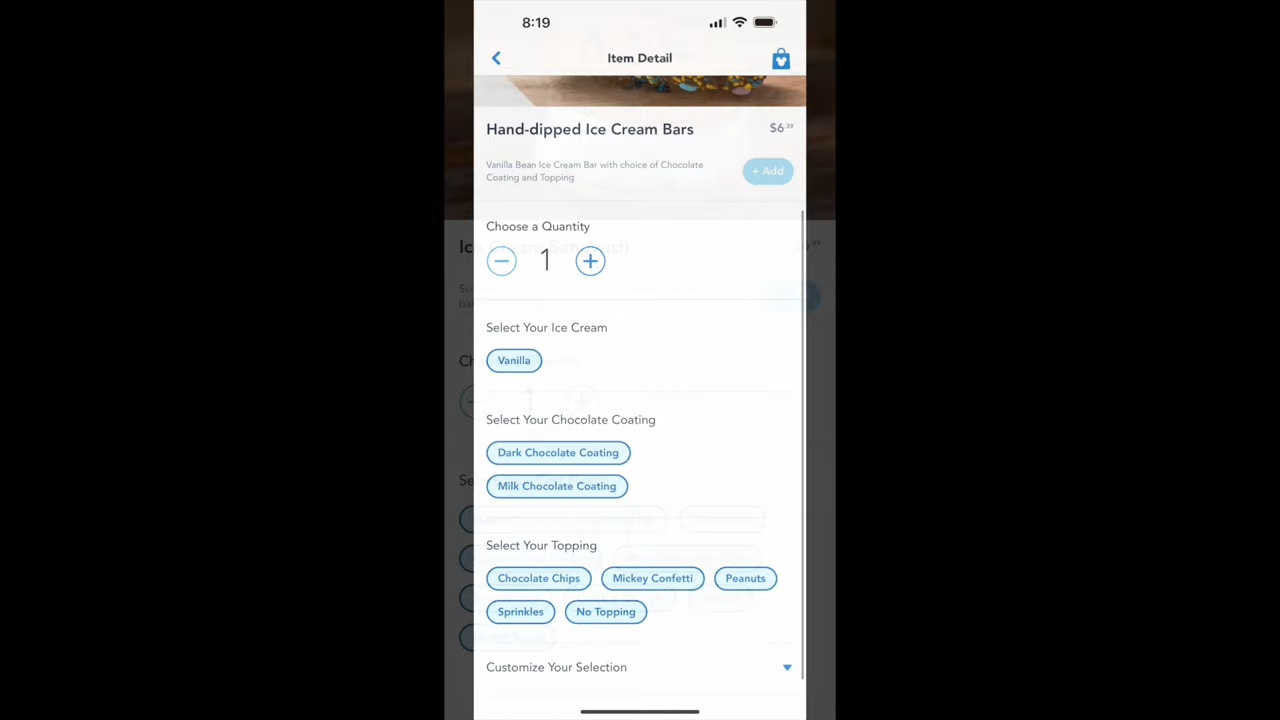 8:19
Item Detail
Hand-dipped Ice Cream Bars
$6.39
Vanilla Bean Ice Cream Bar with choice of Chocolate
Coating and Topping
+ Add
Choose a Quantity
1
Select Your Ice Cream
Vanilla
Select Your Chocolate Coating
Dark Chocolate Coating
Milk Chocolate Coating
Select Your Topping
Chocolate Chips Mickey Confetti Peanuts
Sprinkles No Topping
Customize Your Selection